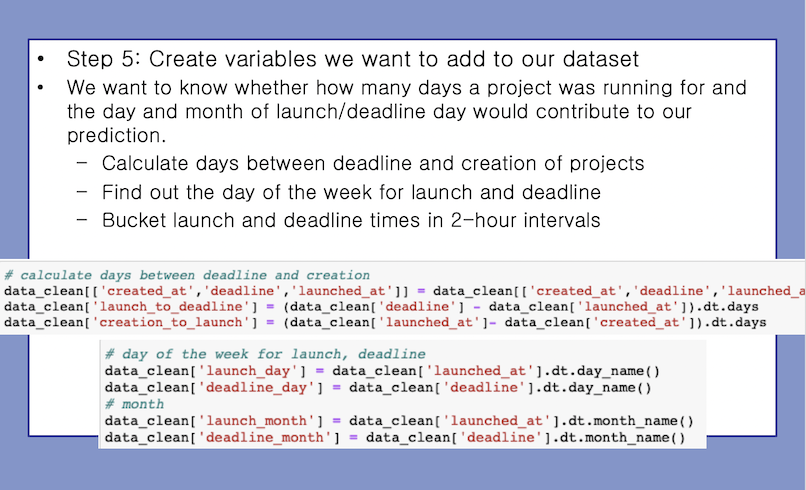 • Step 5: Create variables we want to add to our dataset
• We want to know whether how many days a project was running for and
the day and month of launch/deadline day would contribute to our
prediction.
– Calculate days between deadline and creation of projects
– Find out the day of the week for launch and deadline
– Bucket launch and deadline times in 2-hour intervals
# calculate days between deadline and creation
data_clean[['created_at','deadline','launched_at']] = data_clean[['created_at','deadline','launched_a
data_clean['launch_to_deadline'] = (data_clean['deadline'] - data_clean['launched_at']).dt.days
data_clean['creation_to_launch'] = (data_clean['launched_at']- data_clean['created_at']).dt.days
# day of the week for launch, deadline
data_clean['launch_day'] = data_clean['launched_at'].dt.day_name()
data_clean['deadline_day'] = data_clean['deadline'].dt.day_name()
# month
data_clean['launch_month'] = data_clean['launched_at'].dt.month_name()
data_clean['deadline_month'] = data_clean['deadline'].dt.month_name()